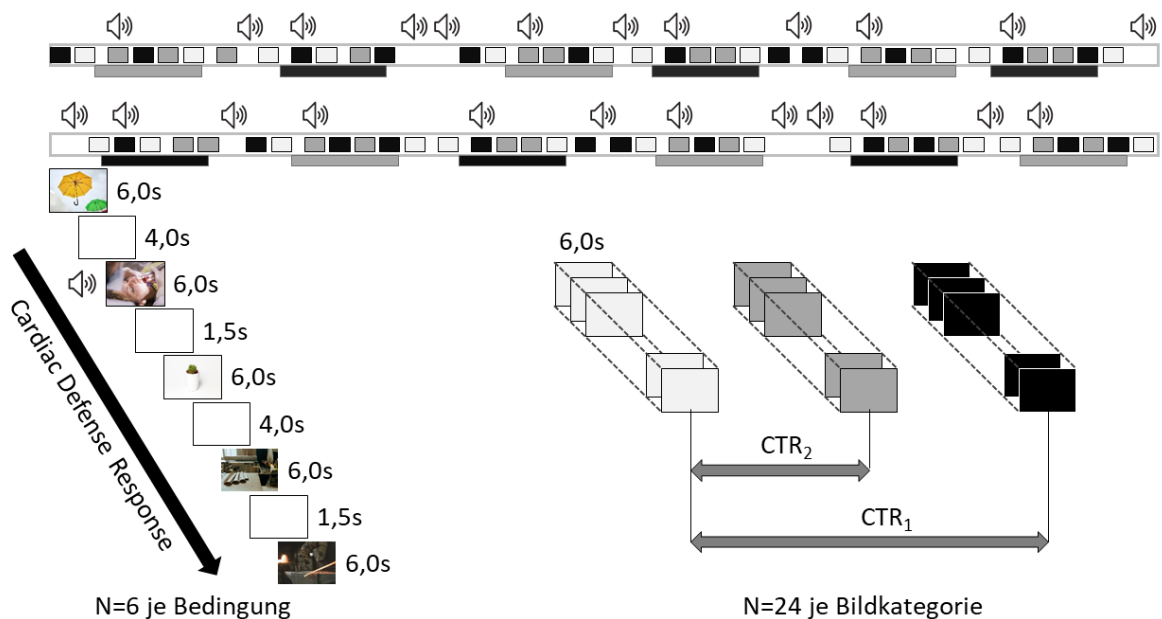 6,0s
4,0s
6,0s
1,5s
6,0s
4,0s
6,0s
1,5s
6,0s
Cardiac Defense Response
N=6 je Bedingung
6,0s
CTR2
CTR1
N=24 je Bildkategorie